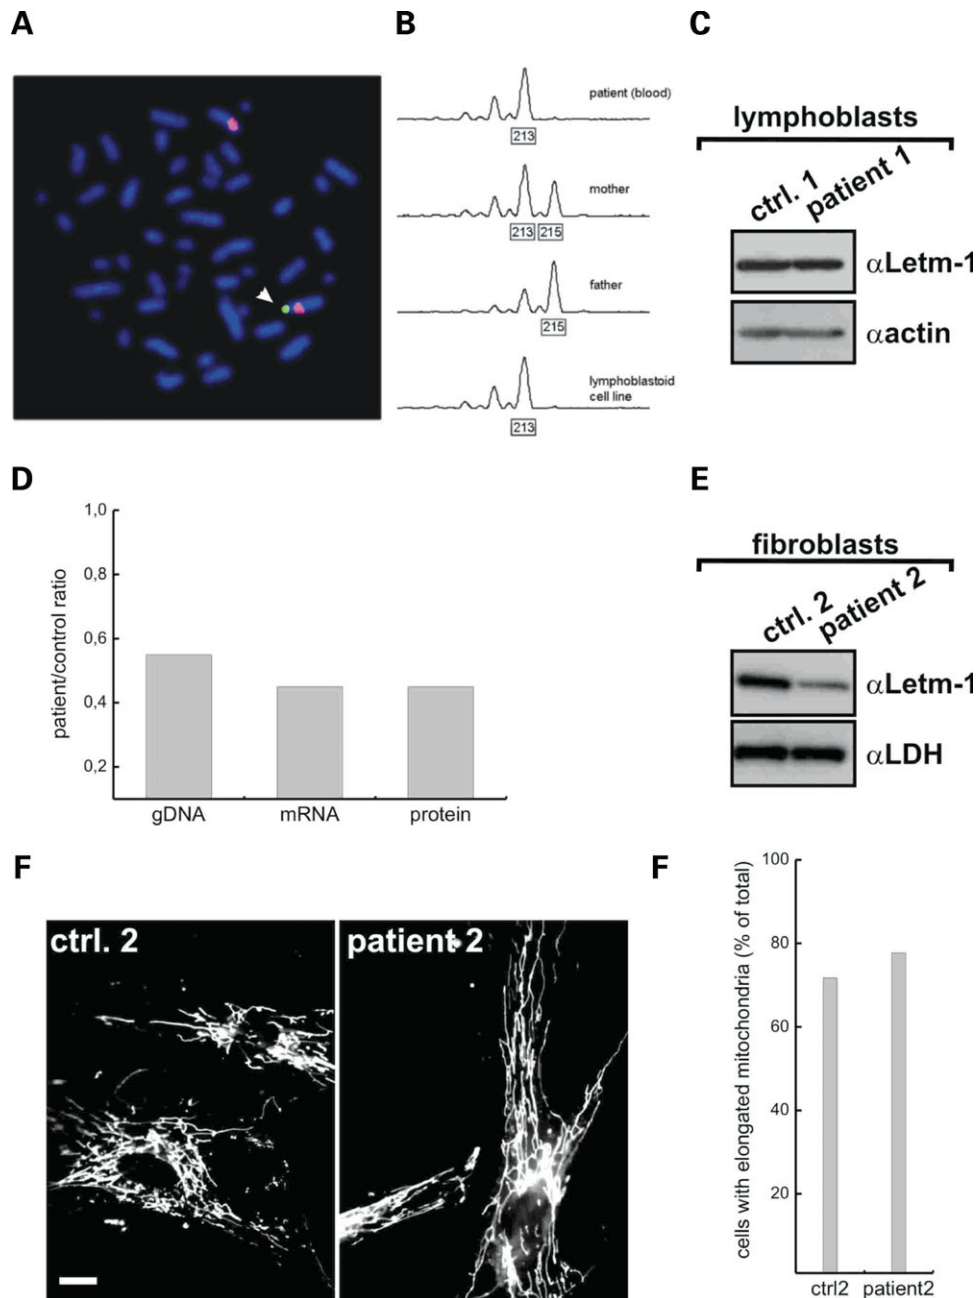 A
B
C
patient (blood)
213
mother
213 215
father
215
lymphoblastoid
cell line
213
lymphoblasts
ctrl. 1
patient 1
αLetm-1
αactin
D
patient/control ratio
1,0
0,8
0,6
0,4
0,2
gDNA mRNA protein
E
fibroblasts
ctrl. 2
patient 2
αLetm-1
αLDH
F
ctrl. 2
patient 2
F
cells with elongated mitochondria (% of total)
100
80
60
40
20
ctrl2 patient2